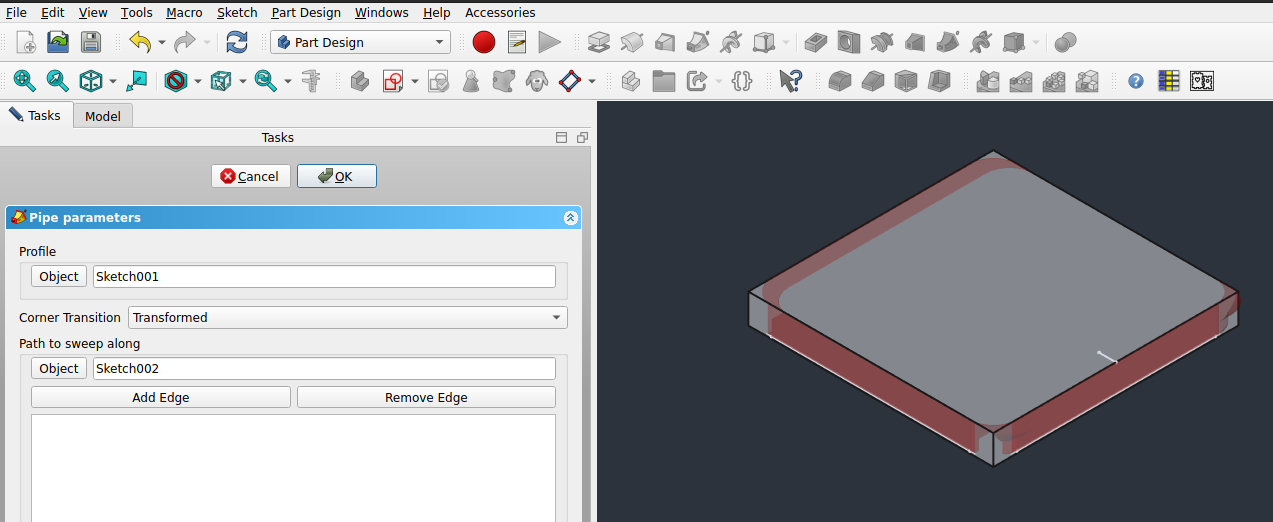 File Edit View Tools Macro Sketch Part Design Windows Help Accessories
Part Design
Tasks Model
Tasks
Cancel OK
Pipe parameters
Profile
Object Sketch001
Corner Transition Transformed
Path to sweep along
Object Sketch002
Add Edge Remove Edge